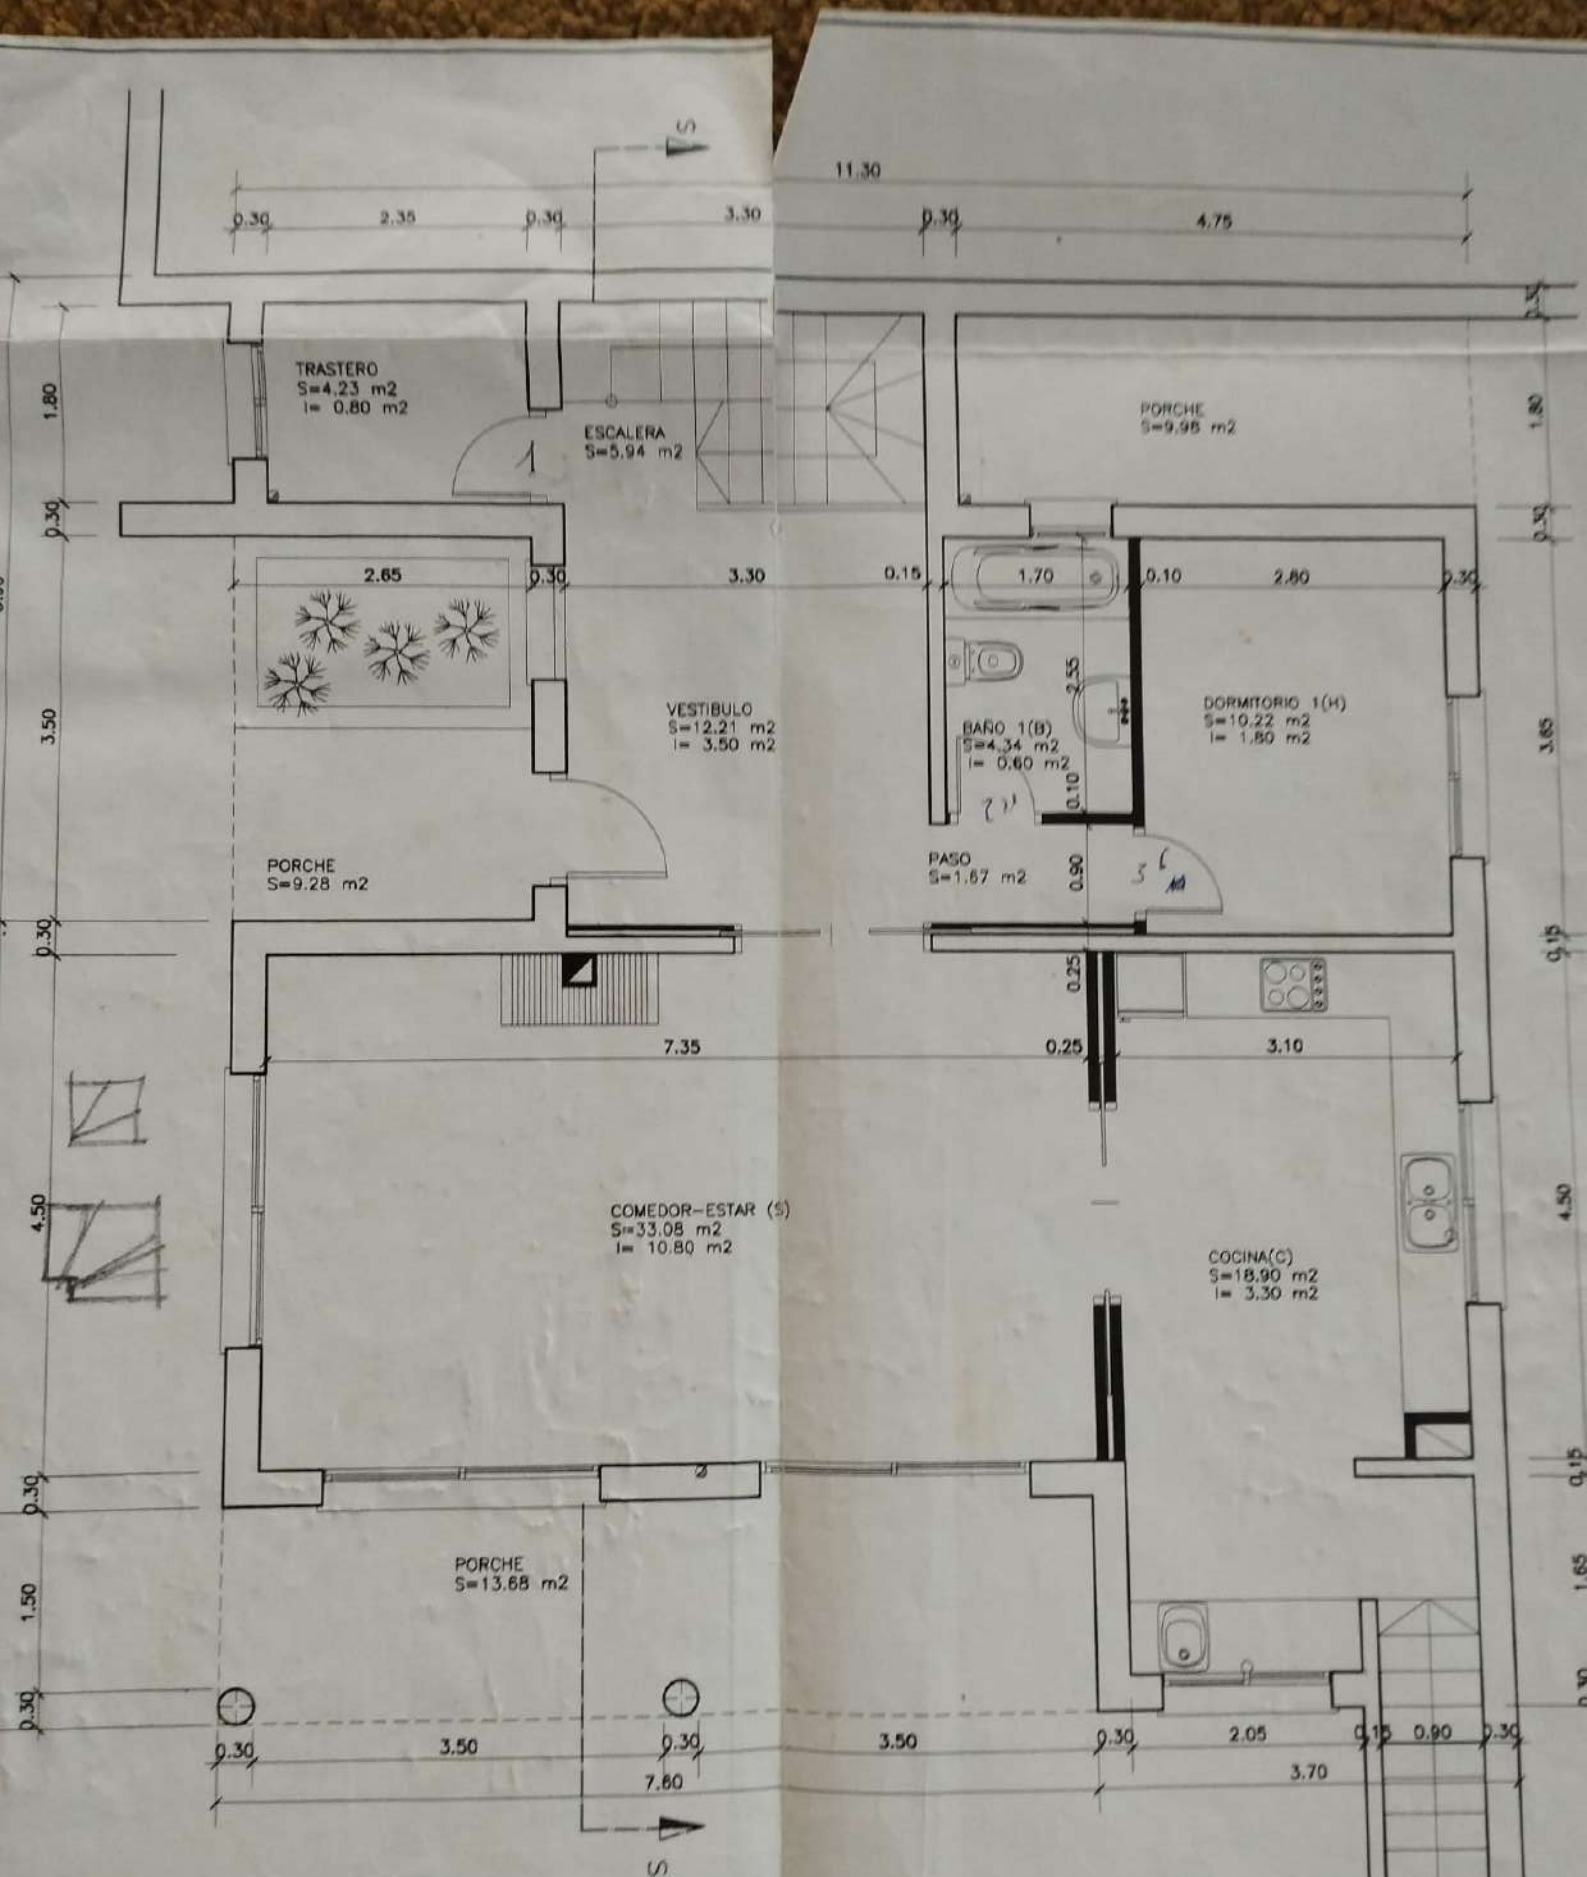 S
11.30
0.30
2.35
0.30
3.30
0.30
4.75
0.30
TRASTERO
S=4.23 m2
I= 0.80 m2
1.80
ESCALERA
S=5.94 m2
1
PORCHE
S=9.98 m2
1.80
0.30
0.30
2.65
0.30
3.30
0.15
1.70
0.10
2.80
0.30
2.55
3.50
VESTIBULO
S=12.21 m2
I= 3.50 m2
BAÑO 1(B)
S=4.34 m2
I= 0.60 m2
DORMITORIO 1(H)
S=10.22 m2
I= 1.80 m2
3.85
0.10
PORCHE
S=9.28 m2
PASO
S=1.67 m2
0.90
3
0.30
0.15
0.25
7.35
0.25
3.10
4.50
COMEDOR-ESTAR (S)
S=33.08 m2
I= 10.80 m2
4.50
COCINA(C)
S=18.90 m2
I= 3.30 m2
0.30
0.15
PORCHE
S=13.68 m2
1.50
1.65
0.30
0.30
0.30
3.50
0.30
3.50
0.30
2.05
0.15
0.90
0.30
7.60
3.70
S